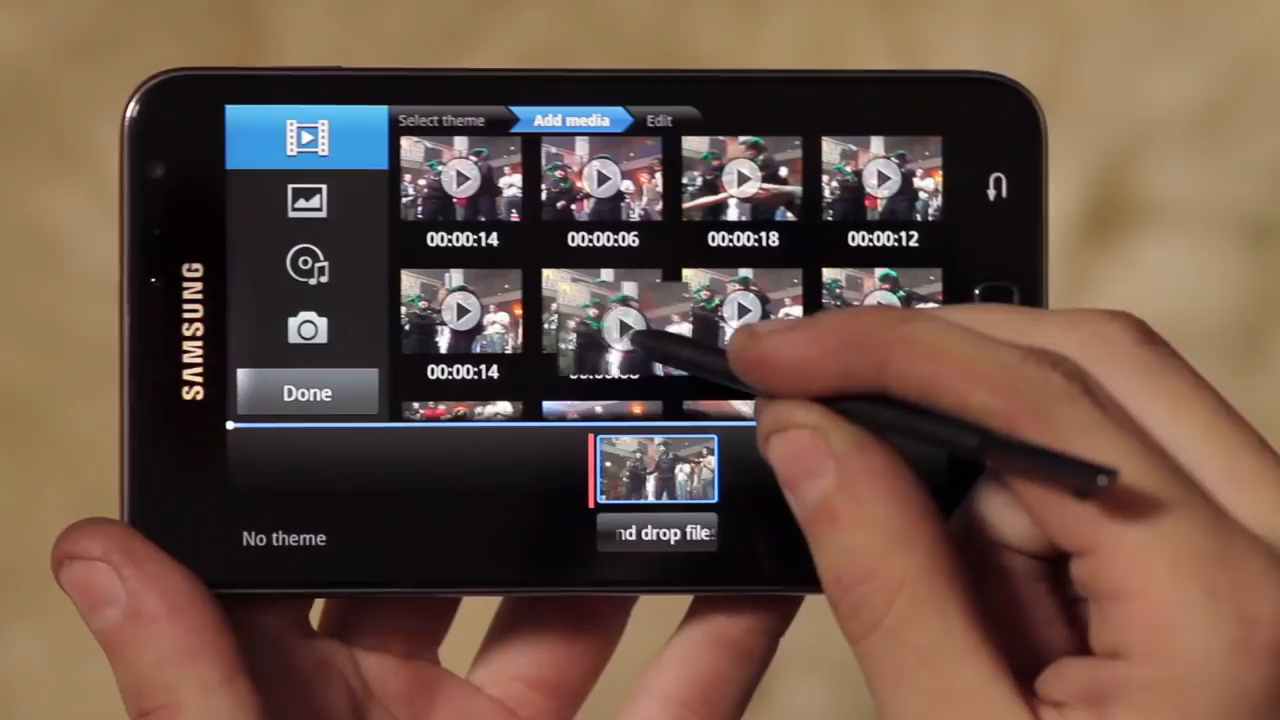 SAMSUNG
Select theme
Add media
Edit
00:00:14
00:00:06
00:00:18
00:00:12
00:00:14
Done
nd drop file
No theme